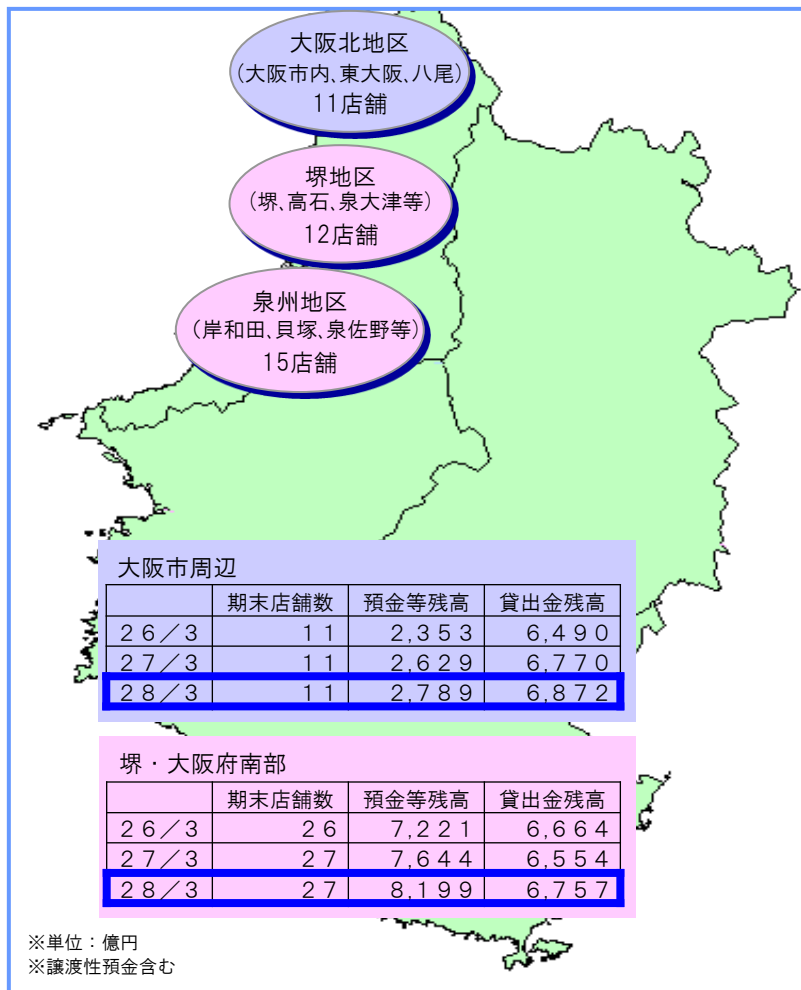 大阪北地区
(大阪市内、東大阪、八尾)
11店舗
堺地区
(堺、高石、泉大津等)
12店舗
泉州地区
(岸和田、貝塚、泉佐野等)
15店舗
大阪市周辺
期末店舗数 預金等残高 貸出金残高
26/3 11 2,353 6,490
27/3 11 2,629 6,770
28/3 11 2,789 6,872
堺・大阪府南部
期末店舗数 預金等残高 貸出金残高
26/3 26 7,221 6,664
27/3 27 7,644 6,554
28/3 27 8,199 6,757
※単位:億円
※譲渡性預金含む